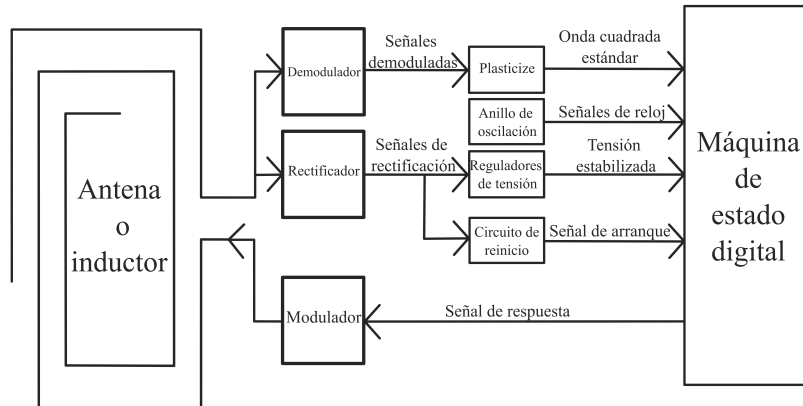 Antena
o
inductor
Demodulador
Señales
demoduladas
Plasticize
Onda cuadrada
estándar
Anillo de
oscilación
Señales de reloj
Rectificador
Señales de
rectificación
Reguladores
de tensión
Tensión
estabilizada
Circuito de
reinicio
Señal de arranque
Modulador
Señal de respuesta
Máquina
de
estado
digital